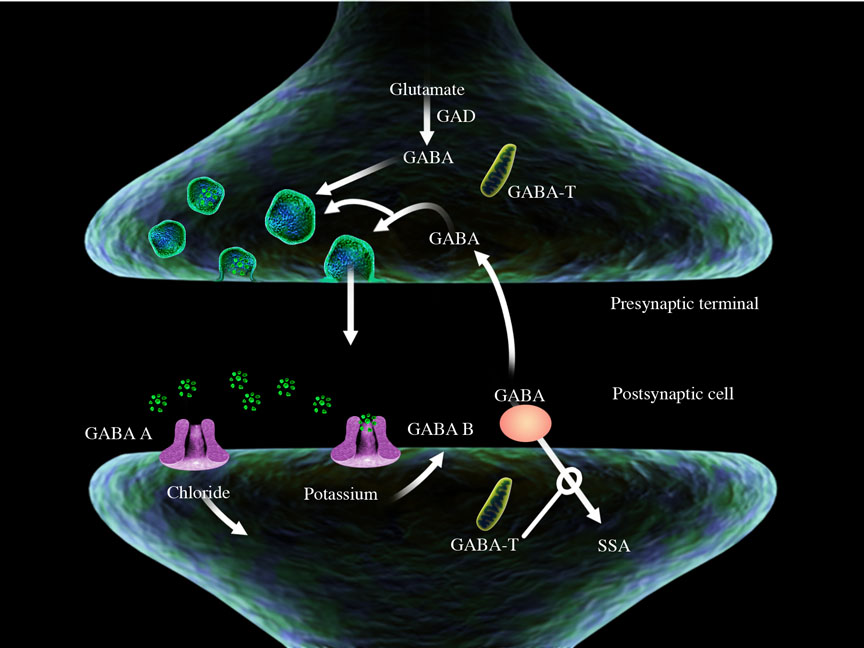 Glutamate
GAD
GABA
GABA-T
GABA
Presynaptic terminal
GABA
Postsynaptic cell
GABA A
GABA B
Chloride
Potassium
GABA-T
SSA